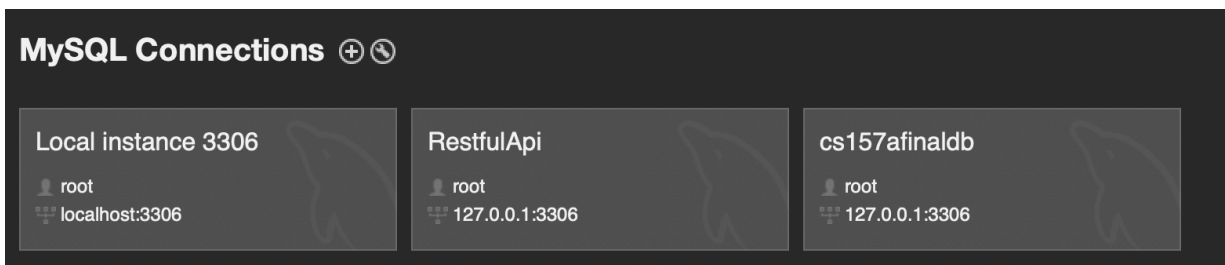 MySQL Connections
Local instance 3306
root
localhost:3306
RestfulApi
root
127.0.0.1:3306
cs157afinaldb
root
127.0.0.1:3306